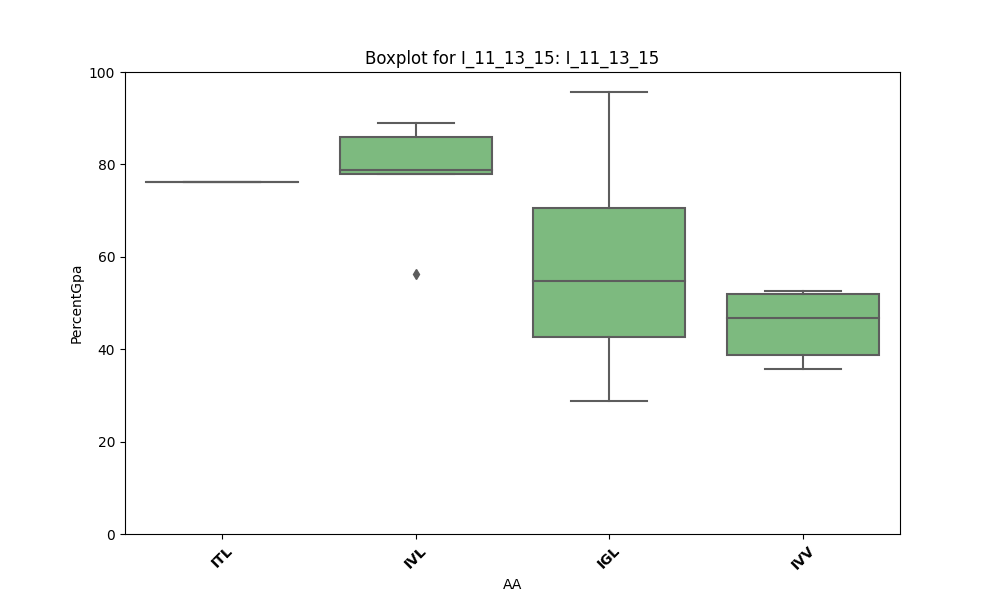 Boxplot for I_11_13_15: I_11_13_15
100
80
60
40
20
0
PercentGpa
ITL
IVL
IGL
IVV
AA